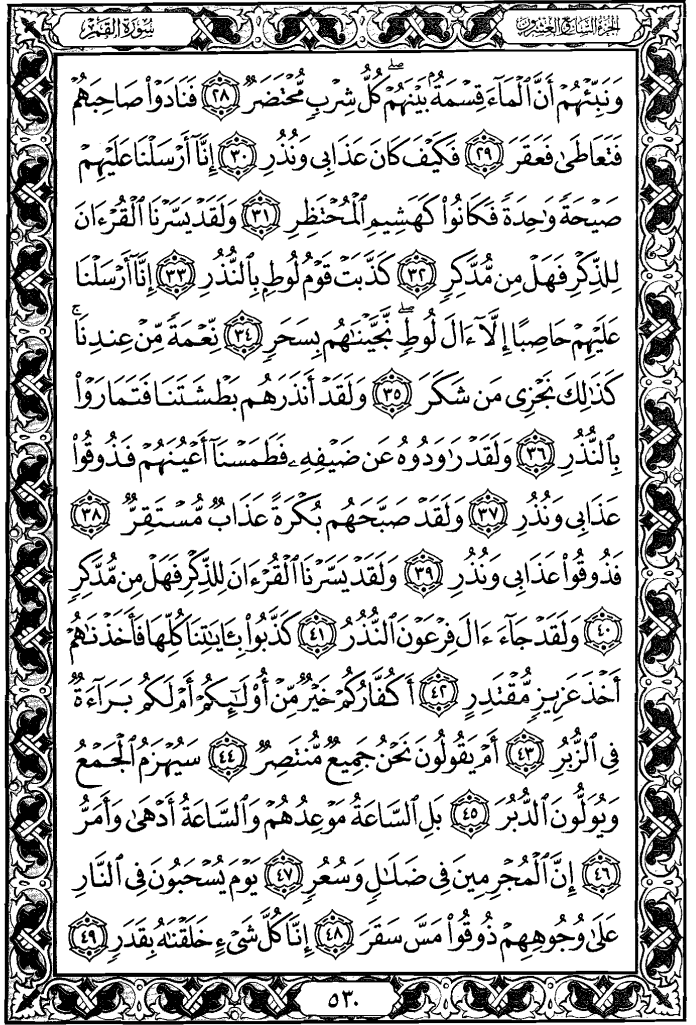 الجزء السابع والعشرون
سورة القمر
وَنَبِّئْهُمْ أَنَّ ٱلْمَآءَ قِسْمَةٌۢ بَيْنَهُمْ ۖ كُلُّ شِرْبٍ مُّحْتَضَرٌ ٢٨ فَنَادَوْا۟ صَاحِبَهُمْ
فَتَعَاطَىٰ فَعَقَرَ ٢٩ فَكَيْفَ كَانَ عَذَابِى وَنُذُرِ ٣٠ إِنَّآ أَرْسَلْنَا عَلَيْهِمْ
صَيْحَةً وَٰحِدَةً فَكَانُوا۟ كَهَشِيمِ ٱلْمُحْتَظِرِ ٣١ وَلَقَدْ يَسَّرْنَا ٱلْقُرْءَانَ
لِلذِّكْرِ فَهَلْ مِن مُّدَّكِرٍ ٣٢ كَذَّبَتْ قَوْمُ لُوطٍۭ بِٱلنُّذُرِ ٣٣ إِنَّآ أَرْسَلْنَا
عَلَيْهِمْ حَاصِبًا إِلَّآ ءَالَ لُوطٍ ۖ نَّجَّيْنَٰهُم بِسَحَرٍ ٣٤ نِّعْمَةً مِّنْ عِندِنَا ۚ
كَذَٰلِكَ نَجْزِى مَن شَكَرَ ٣٥ وَلَقَدْ أَنذَرَهُم بَطْشَتَنَا فَتَمَارَوْا۟
بِٱلنُّذُرِ ٣٦ وَلَقَدْ رَٰوَدُوهُ عَن ضَيْفِهِۦ فَطَمَسْنَآ أَعْيُنَهُمْ فَذُوقُوا۟
عَذَابِى وَنُذُرِ ٣٧ وَلَقَدْ صَبَّحَهُم بُكْرَةً عَذَابٌ مُّسْتَقِرٌّ ٣٨
فَذُوقُوا۟ عَذَابِى وَنُذُرِ ٣٩ وَلَقَدْ يَسَّرْنَا ٱلْقُرْءَانَ لِلذِّكْرِ فَهَلْ مِن مُّدَّكِرٍ
٤٠ وَلَقَدْ جَآءَ ءَالَ فِرْعَوْنَ ٱلنُّذُرُ ٤١ كَذَّبُوا۟ بِـَٔايَٰتِنَا كُلِّهَا فَأَخَذْنَٰهُمْ
أَخْذَ عَزِيزٍ مُّقْتَدِرٍ ٤٢ أَكُفَّارُكُمْ خَيْرٌ مِّنْ أُو۟لَٰٓئِكُمْ أَمْ لَكُم بَرَآءَةٌ
فِى ٱلزُّبُرِ ٤٣ أَمْ يَقُولُونَ نَحْنُ جَمِيعٌ مُّنتَصِرٌ ٤٤ سَيُهْزَمُ ٱلْجَمْعُ
وَيُوَلُّونَ ٱلدُّبُرَ ٤٥ بَلِ ٱلسَّاعَةُ مَوْعِدُهُمْ وَٱلسَّاعَةُ أَدْهَىٰ وَأَمَرُّ
٤٦ إِنَّ ٱلْمُجْرِمِينَ فِى ضَلَٰلٍ وَسُعُرٍ ٤٧ يَوْمَ يُسْحَبُونَ فِى ٱلنَّارِ
عَلَىٰ وُجُوهِهِمْ ذُوقُوا۟ مَسَّ سَقَرَ ٤٨ إِنَّا كُلَّ شَىْءٍ خَلَقْنَٰهُ بِقَدَرٍ ٤٩
٥٣٠